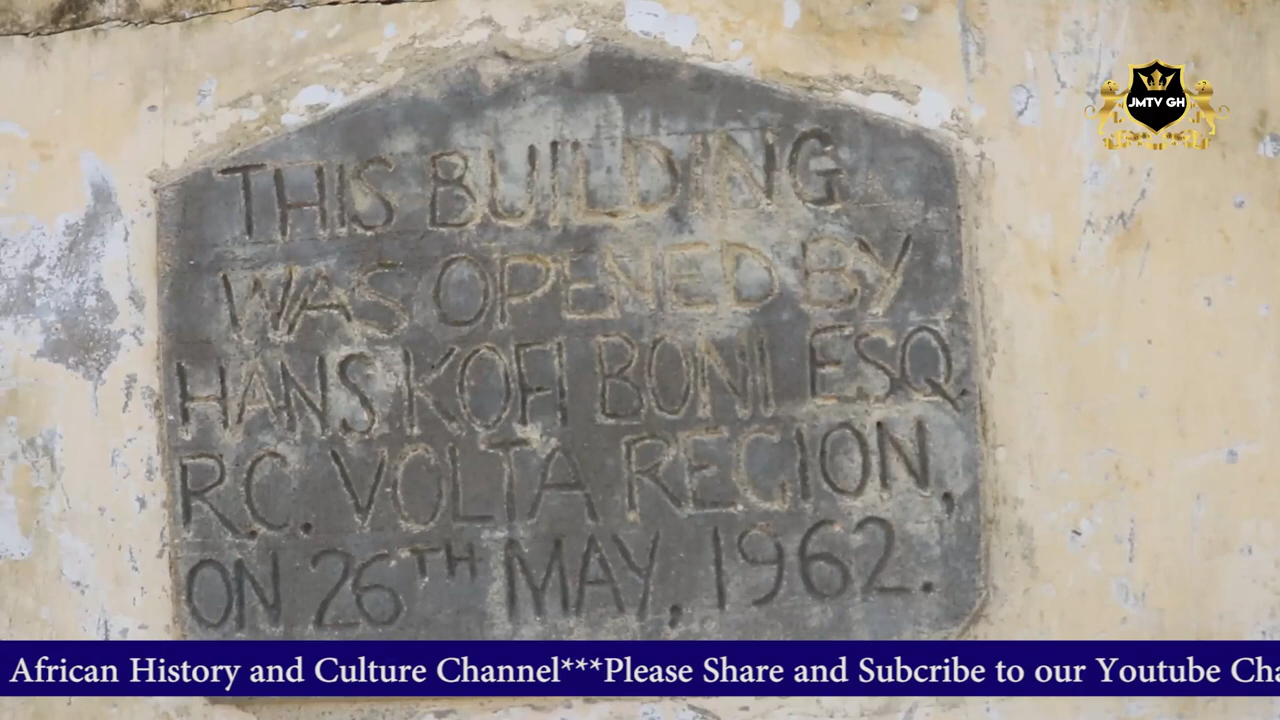 JMTV GH
THIS BUILDING
WAS OPENED BY
HANS KOFI BONI ESQ.
R.C. VOLTA REGION,
ON 26TH MAY, 1962.
African History and Culture Channel***Please Share and Subcribe to our Youtube Cha